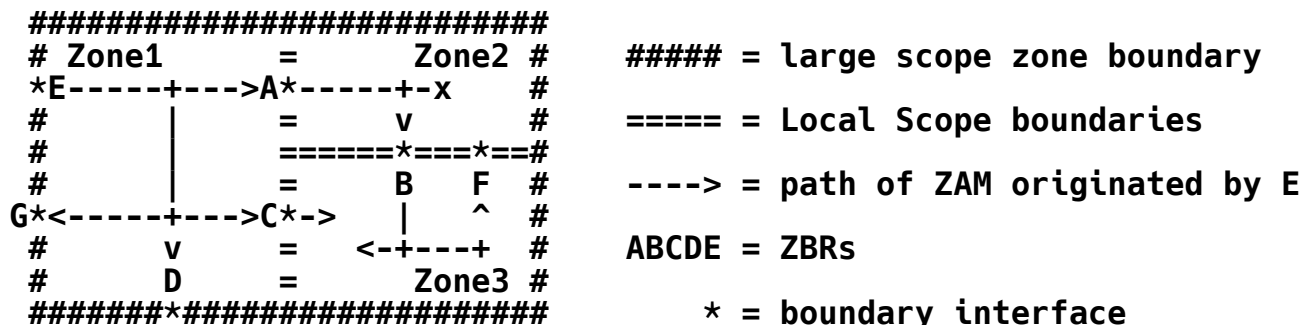 ###########################
# Zone1      =      Zone2 #    ##### = large scope zone boundary
*E-----+--->A*-----+-x    #
#      |     =     v      #    ===== = Local Scope boundaries
#      |     ======*===*==#
#      |     =     B   F  #    ----> = path of ZAM originated by E
G*<-----+--->C*->   |   ^  #
#      v     =   <-+---+  #    ABCDE = ZBRs
#      D     =      Zone3 #
#######*###################        * = boundary interface